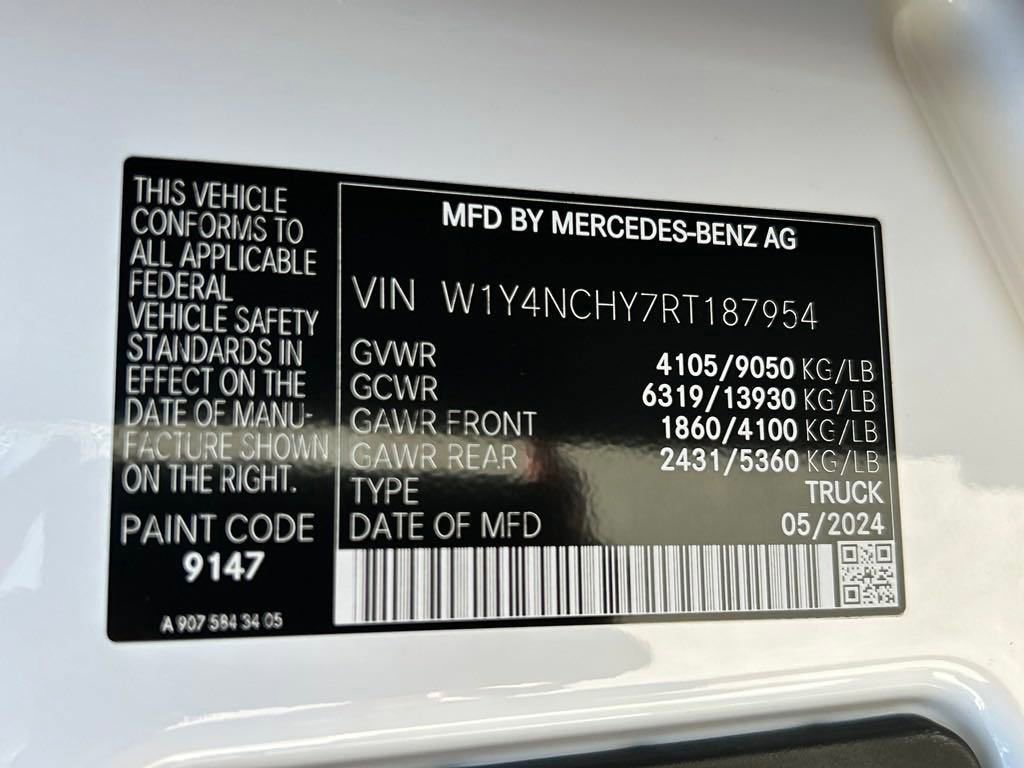 THIS VEHICLE
CONFORMS TO
ALL APPLICABLE
FEDERAL
VEHICLE SAFETY
STANDARDS IN
EFFECT ON THE
DATE OF MANU-
FACTURE SHOWN
ON THE RIGHT.
PAINT CODE
9147
A 907 584 34 05
MFD BY MERCEDES-BENZ AG
VIN W1Y4NCHY7RT187954
GVWR 4105/9050 KG/LB
GCWR 6319/13930 KG/LB
GAWR FRONT 1860/4100 KG/LB
GAWR REAR 2431/5360 KG/LB
TYPE TRUCK
DATE OF MFD 05/2024